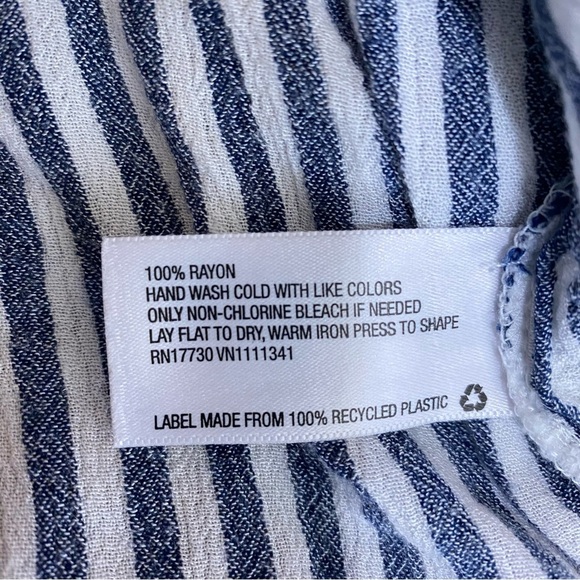 100% RAYON
HAND WASH COLD WITH LIKE COLORS
ONLY NON-CHLORINE BLEACH IF NEEDED
LAY FLAT TO DRY, WARM IRON PRESS TO SHAPE
RN17730 VN1111341
LABEL MADE FROM 100% RECYCLED PLASTIC